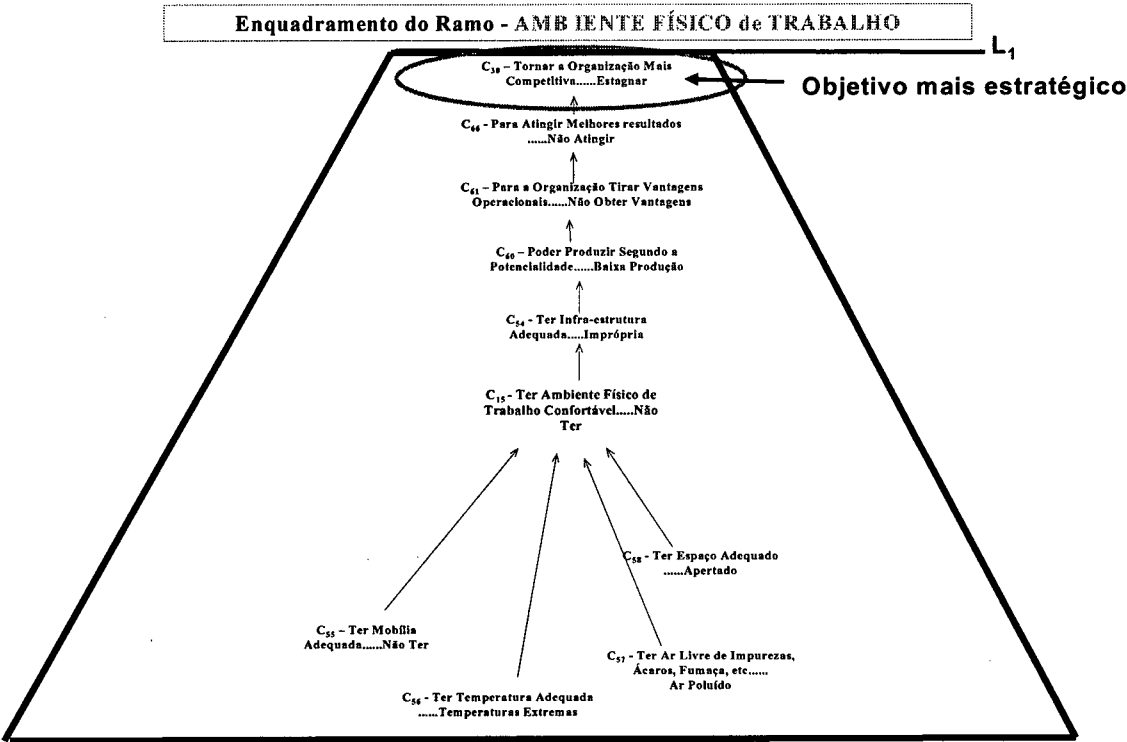 Enquadramento do Ramo - AMB IENTE FÍSICO de TRABALHO
L₁
C₃₉ – Tornar a Organização Mais
Competitiva......Estagnar
Objetivo mais estratégico
C₆₆ - Para Atingir Melhores resultados
......Não Atingir
C₆₁ – Para a Organização Tirar Vantagens
Operacionais......Não Obter Vantagens
C₆₀ – Poder Produzir Segundo a
Potencialidade......Baixa Produção
C₅₄ - Ter Infra-estrutura
Adequada.....Imprópria
C₁₅ - Ter Ambiente Físico de
Trabalho Confortável.....Não
Ter
C₅₈ - Ter Espaço Adequado
......Apertado
C₅₅ – Ter Mobília
Adequada......Não Ter
C₅₇ - Ter Ar Livre de Impurezas,
Ácaros, Fumaça, etc......
Ar Poluído
C₅₆ - Ter Temperatura Adequada
......Temperaturas Extremas